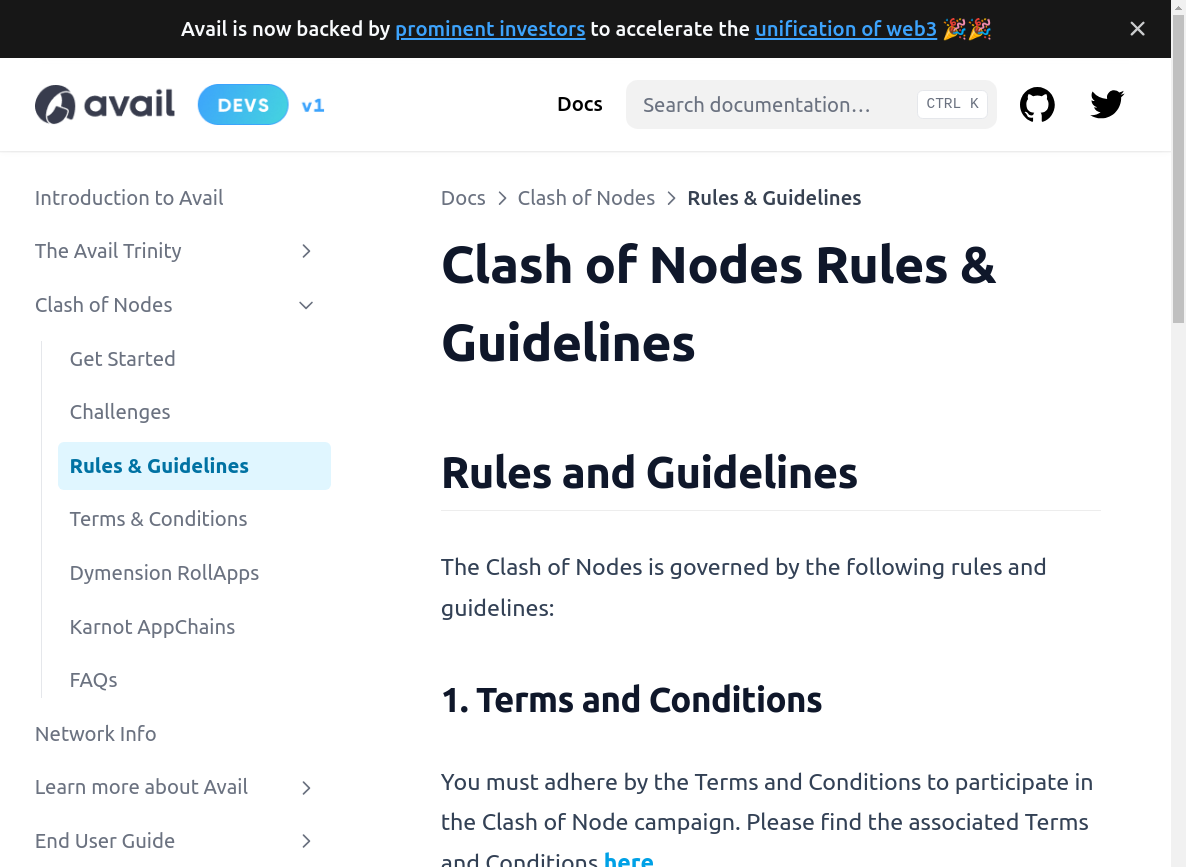 Avail is now backed by prominent investors to accelerate the unification of web3 🎉🎉
avail DEVS v1
Docs
Search documentation…
CTRL K
Introduction to Avail
The Avail Trinity
Clash of Nodes
Get Started
Challenges
Rules & Guidelines
Terms & Conditions
Dymension RollApps
Karnot AppChains
FAQs
Network Info
Learn more about Avail
End User Guide
Docs > Clash of Nodes > Rules & Guidelines
Clash of Nodes Rules &
Guidelines
Rules and Guidelines
The Clash of Nodes is governed by the following rules and
guidelines:
1. Terms and Conditions
You must adhere by the Terms and Conditions to participate in
the Clash of Node campaign. Please find the associated Terms
and Conditions here